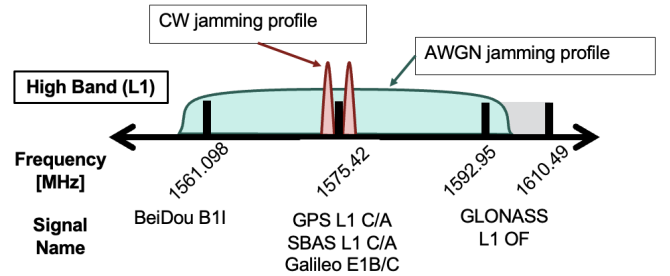 CW jamming profile
AWGN jamming profile
High Band (L1)
Frequency
[MHz]
1561.098
1575.42
1592.95
1610.49
Signal
Name
BeiDou B1I
GPS L1 C/A
SBAS L1 C/A
Galileo E1B/C
GLONASS
L1 OF